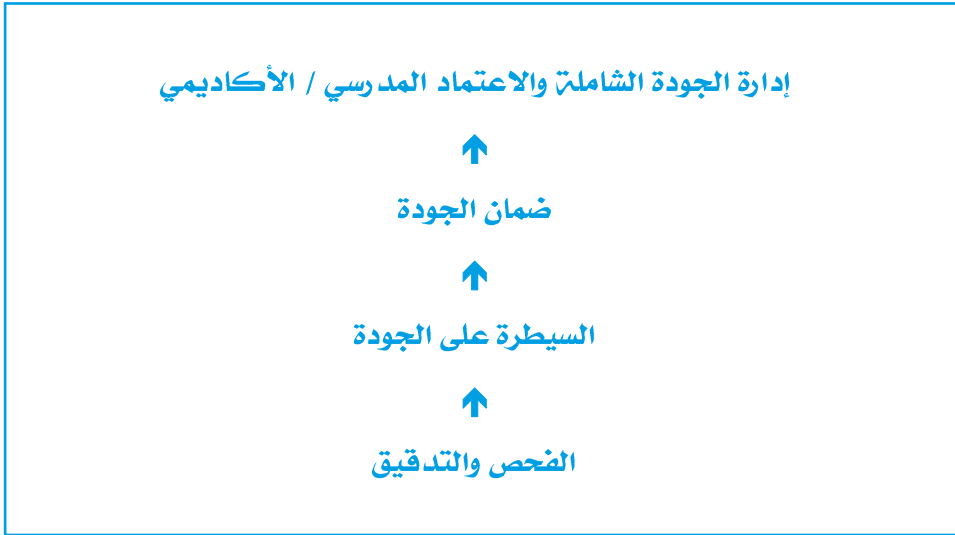 إدارة الجودة الشاملة والاعتماد المدرسي / الأكاديمي
ضمان الجودة
السيطرة على الجودة
الفحص والتدقيق